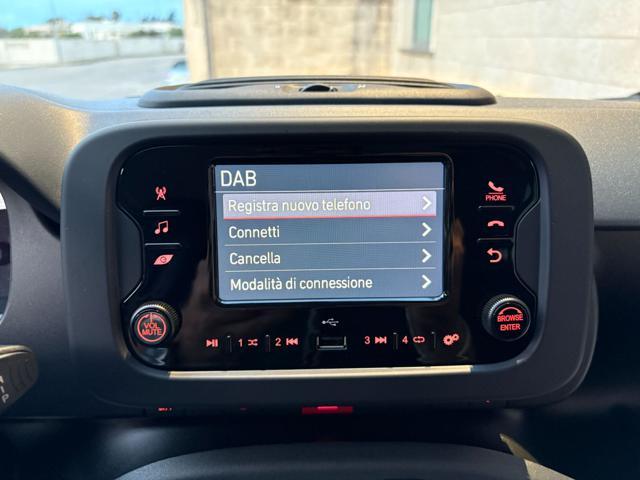 DAB
Registra nuovo telefono
Connetti
Cancella
Modalità di connessione
PHONE
VOL
MUTE
BROWSE
ENTER
1 2 3 4